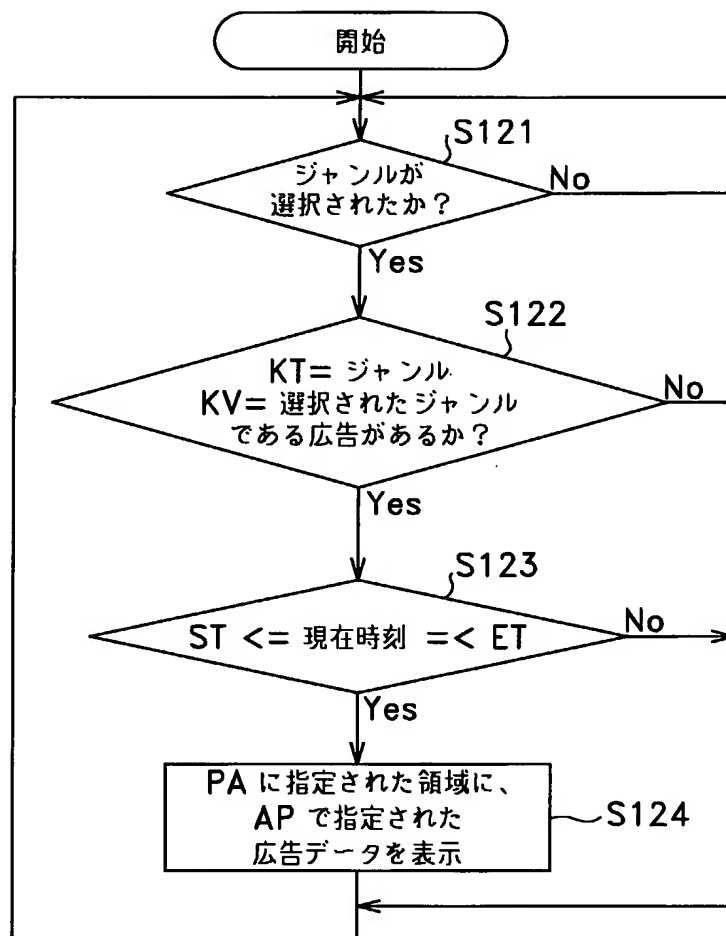 開始
S121
ジャンルが
選択されたか?
No
Yes
S122
KT= ジャンル
KV= 選択されたジャンル
である広告があるか?
No
Yes
S123
ST <= 現在時刻 =< ET
No
Yes
PA に指定された領域に、
AP で指定された
広告データを表示
S124